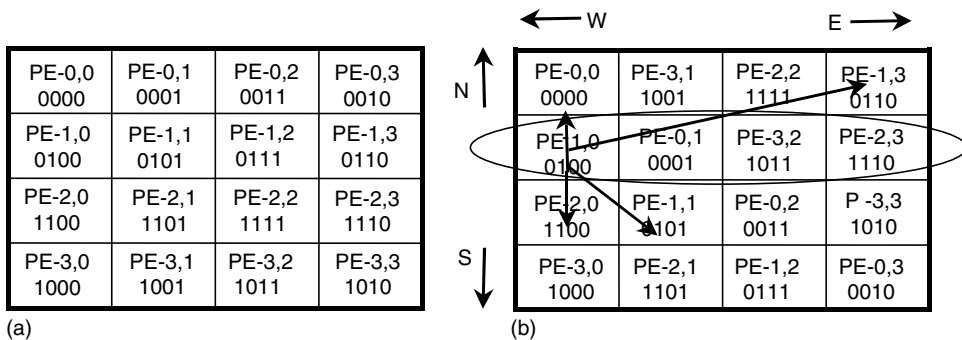 W E
PE-0,0 PE-0,1 PE-0,2 PE-0,3
0000 0001 0011 0010
PE-1,0 PE-1,1 PE-1,2 PE-1,3
0100 0101 0111 0110
PE-2,0 PE-2,1 PE-2,2 PE-2,3
1100 1101 1111 1110
PE-3,0 PE-3,1 PE-3,2 PE-3,3
1000 1001 1011 1010
(a)
N
S
PE-0,0 PE-3,1 PE-2,2 PE-1,3
0000 1001 1111 0110
PE-1,0 PE-0,1 PE-3,2 PE-2,3
0100 0001 1011 1110
PE-2,0 PE-1,1 PE-0,2 P -3,3
1100 0101 0011 1010
PE-3,0 PE-2,1 PE-1,2 PE-0,3
1000 1101 0111 0010
(b)